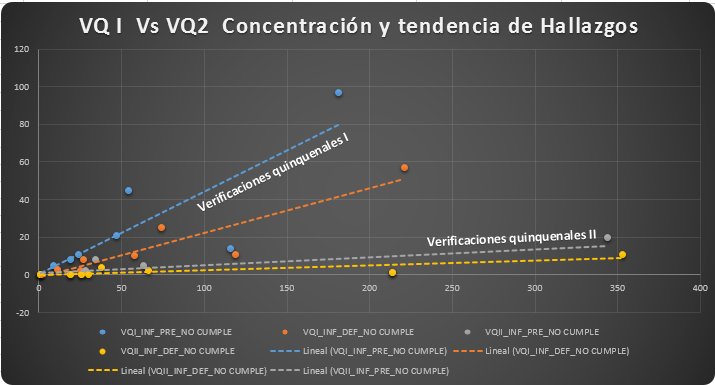 VQ I  Vs VQ2  Concentración y tendencia de Hallazgos
120
100
80
60
40
20
0
-20
0 50 100 150 200 250 300 350 400
Verificaciones quinquenales I
Verificaciones quinquenales II
VQI_INF_PRE_NO CUMPLE VQI_INF_DEF_NO CUMPLE VQII_INF_PRE_NO CUMPLE
VQII_INF_DEF_NO CUMPLE Lineal (VQI_INF_PRE_NO CUMPLE) Lineal (VQI_INF_DEF_NO CUMPLE)
Lineal (VQII_INF_DEF_NO CUMPLE) Lineal (VQII_INF_PRE_NO CUMPLE)